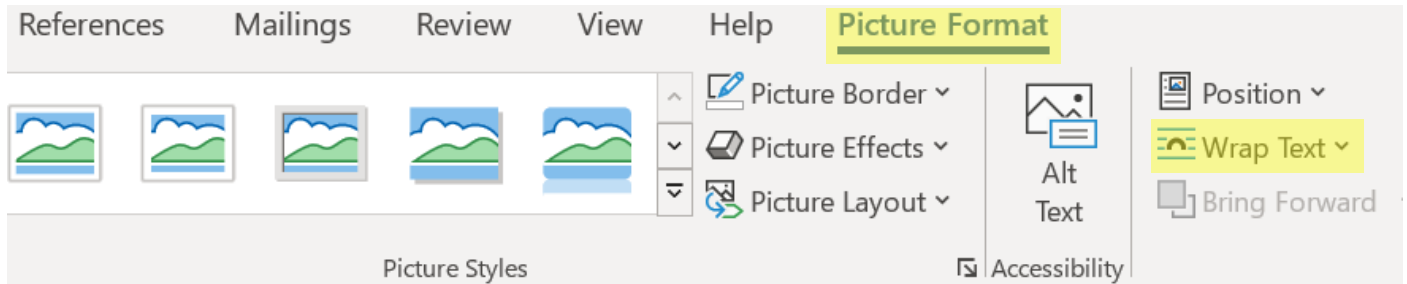 References Mailings Review View Help Picture Format
Picture Border
Picture Effects
Picture Layout
Alt
Text
Position
Wrap Text
Bring Forward
Picture Styles
Accessibility